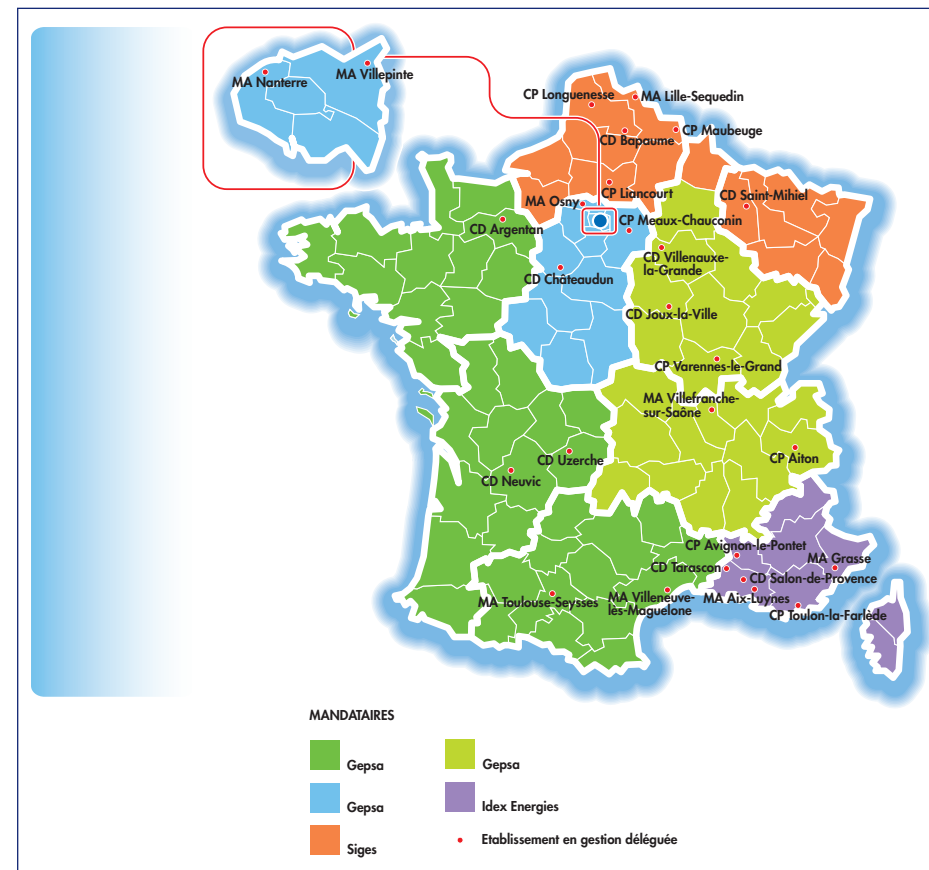 MA Nanterre
MA Villepinte
CP Longuenesse
MA Lille-Sequedin
CD Bapaume
CP Maubeuge
CP Liancourt
MA Osny
CD Saint-Mihiel
CD Argentan
CP Meaux-Chauconin
CD Villenauxe-
la-Grande
CD Châteaudun
CD Joux-la-Ville
CP Varennes-le-Grand
MA Villefranche-
sur-Saône
CD Uzerche
CP Aiton
CD Neuvic
CP Avignon-le-Pontet
MA Grasse
CD Tarascon
CD Salon-de-Provence
MA Toulouse-Seysses
MA Villeneuve-
lès-Maguelone
MA Aix-Luynes
CP Toulon-la-Farlède
MANDATAIRES
Gepsa
Gepsa
Gepsa
Idex Energies
Siges
Etablissement en gestion déléguée